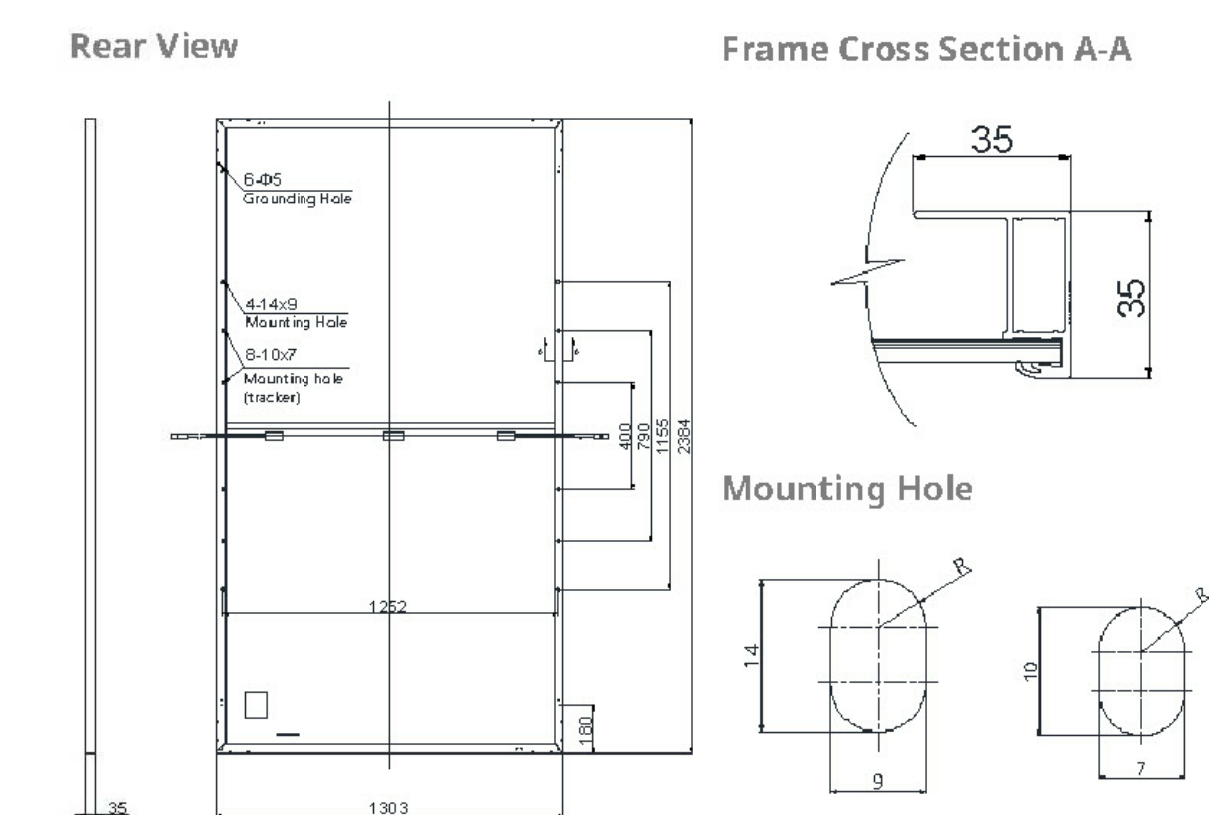 Rear View
Frame Cross Section A-A
6-Φ5
Grounding Hole
4-14x9
Mounting Hole
8-10x7
Mounting hole
(tracker)
400
790
1155
2384
1252
180
35
1303
35
35
Mounting Hole
R
14
9
R
10
7